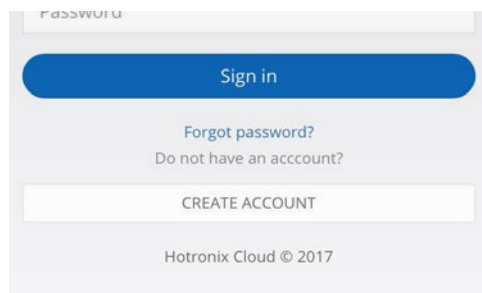 Password
Sign in
Forgot password?
Do not have an acccount?
CREATE ACCOUNT
Hotronix Cloud © 2017